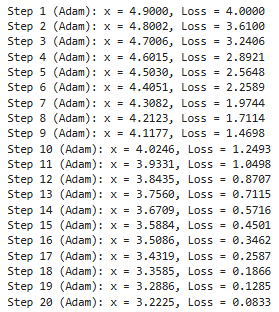 Step 1 (Adam): x = 4.9000, Loss = 4.0000
Step 2 (Adam): x = 4.8002, Loss = 3.6100
Step 3 (Adam): x = 4.7006, Loss = 3.2406
Step 4 (Adam): x = 4.6015, Loss = 2.8921
Step 5 (Adam): x = 4.5030, Loss = 2.5648
Step 6 (Adam): x = 4.4051, Loss = 2.2589
Step 7 (Adam): x = 4.3082, Loss = 1.9744
Step 8 (Adam): x = 4.2123, Loss = 1.7114
Step 9 (Adam): x = 4.1177, Loss = 1.4698
Step 10 (Adam): x = 4.0246, Loss = 1.2493
Step 11 (Adam): x = 3.9331, Loss = 1.0498
Step 12 (Adam): x = 3.8435, Loss = 0.8707
Step 13 (Adam): x = 3.7560, Loss = 0.7115
Step 14 (Adam): x = 3.6709, Loss = 0.5716
Step 15 (Adam): x = 3.5884, Loss = 0.4501
Step 16 (Adam): x = 3.5086, Loss = 0.3462
Step 17 (Adam): x = 3.4319, Loss = 0.2587
Step 18 (Adam): x = 3.3585, Loss = 0.1866
Step 19 (Adam): x = 3.2886, Loss = 0.1285
Step 20 (Adam): x = 3.2225, Loss = 0.0833